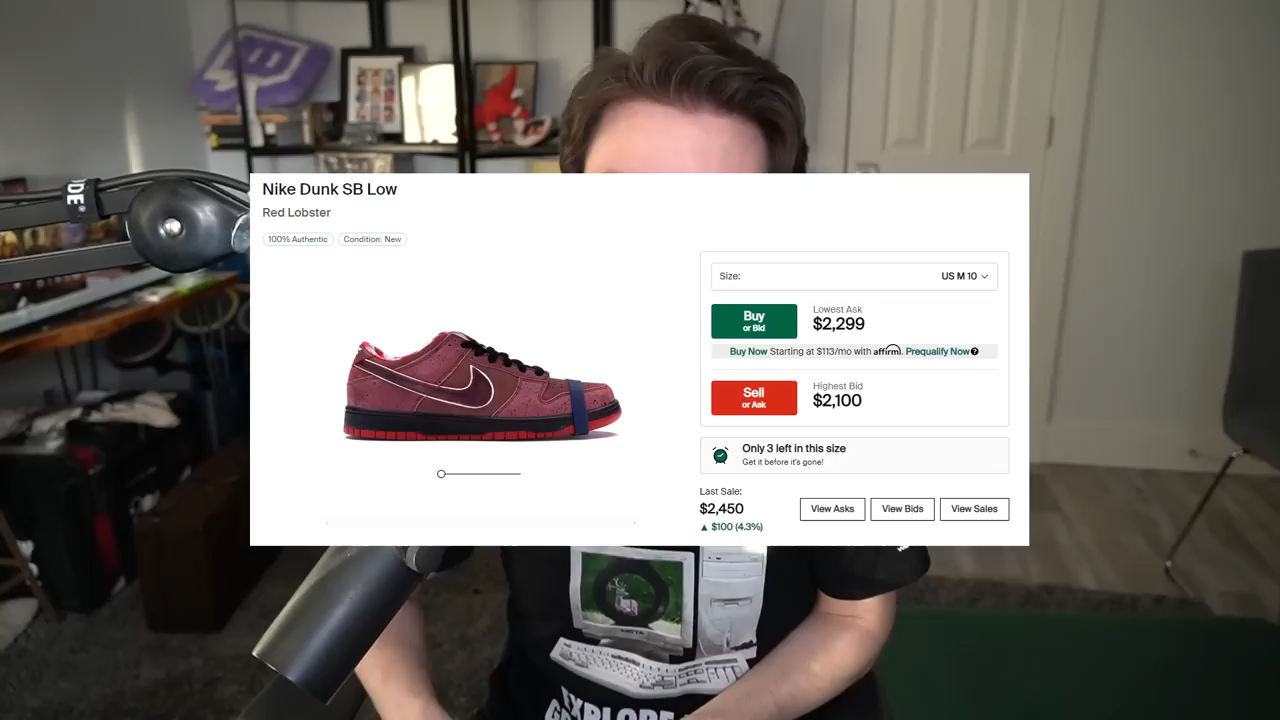 Nike Dunk SB Low
Red Lobster
100% Authentic
Condition: New
Size:
US M 10
Buy
or Bid
Lowest Ask
$2,299
Buy Now Starting at $113/mo with affirm. Prequalify Now
Sell
or Ask
Highest Bid
$2,100
Only 3 left in this size
Get it before it's gone!
Last Sale:
$2,450
▲ $100 (4.3%)
View Asks
View Bids
View Sales
EXPLORE